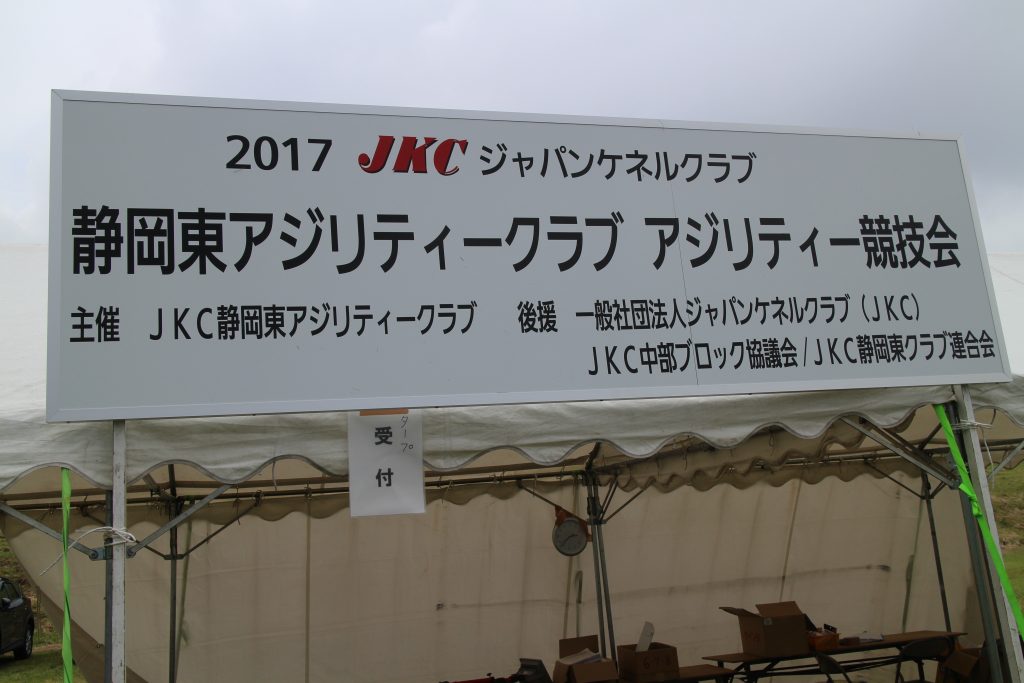 2017 JKC ジャパンケネルクラブ
静岡東アジリティークラブ アジリティー競技会
主催 JKC静岡東アジリティークラブ 後援 一般社団法人ジャパンケネルクラブ（JKC）
JKC中部ブロック協議会/JKC静岡東クラブ連合会
受付